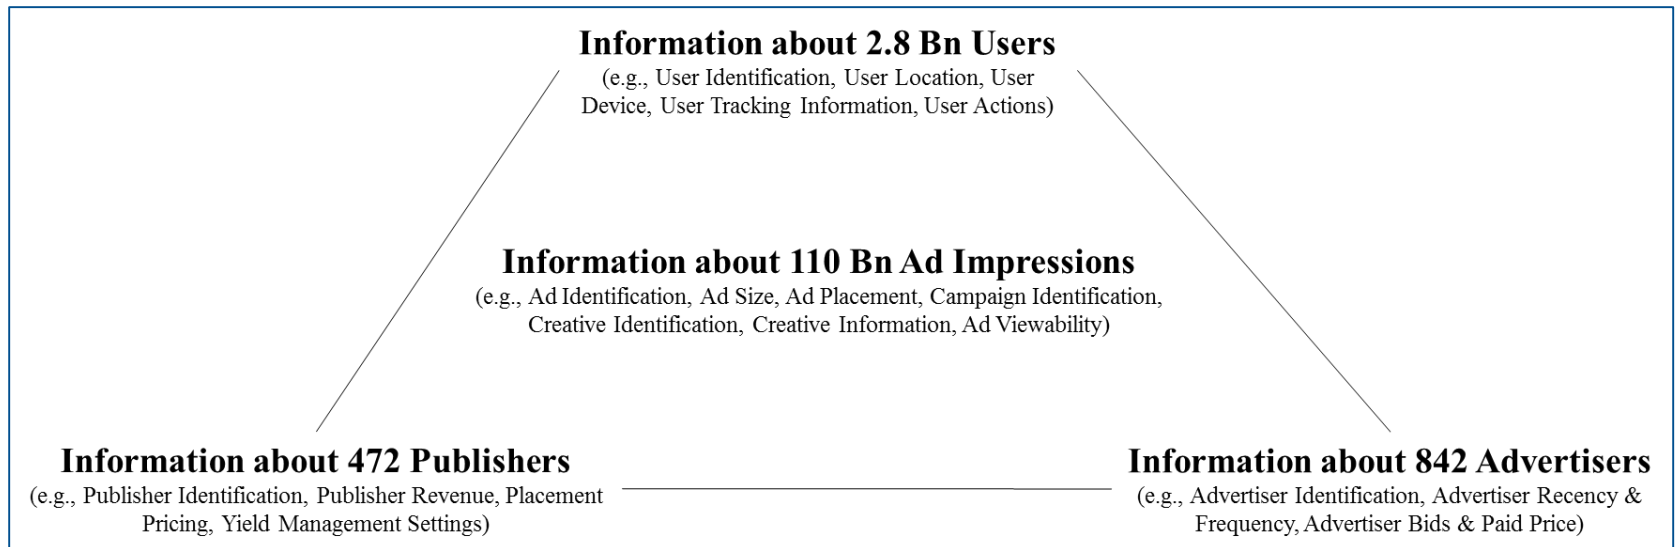 Information about 2.8 Bn Users
(e.g., User Identification, User Location, User
Device, User Tracking Information, User Actions)
Information about 110 Bn Ad Impressions
(e.g., Ad Identification, Ad Size, Ad Placement, Campaign Identification,
Creative Identification, Creative Information, Ad Viewability)
Information about 472 Publishers
(e.g., Publisher Identification, Publisher Revenue, Placement
Pricing, Yield Management Settings)
Information about 842 Advertisers
(e.g., Advertiser Identification, Advertiser Recency &
Frequency, Advertiser Bids & Paid Price)